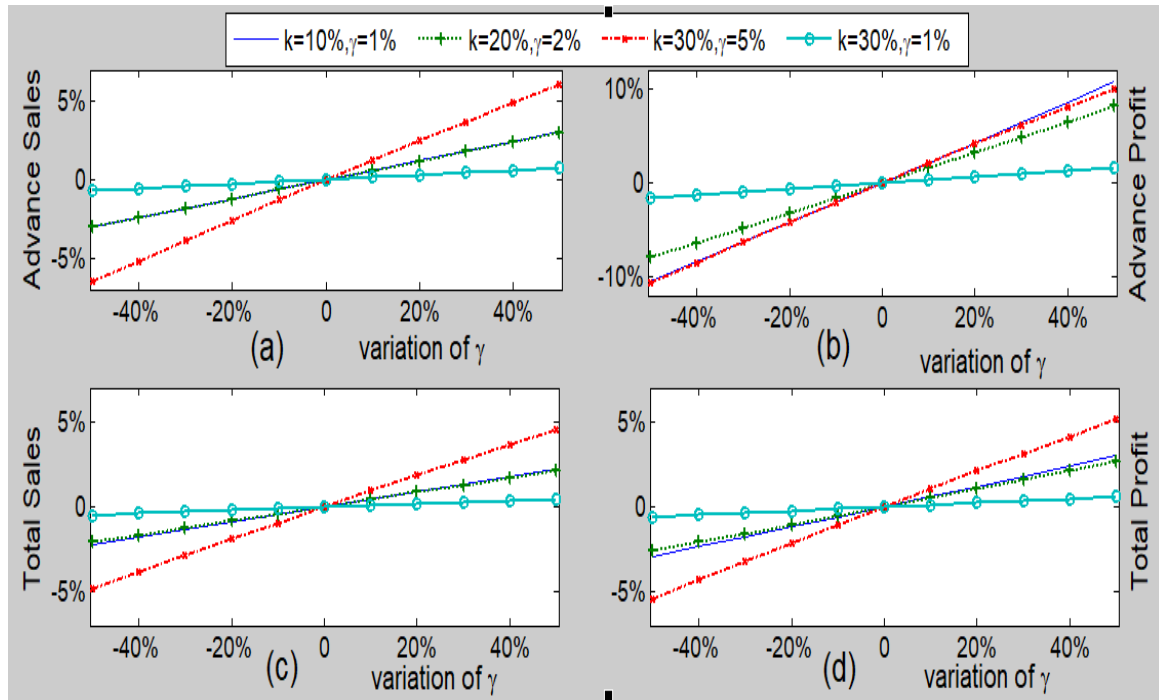 k=10%,γ=1% k=20%,γ=2% k=30%,γ=5% k=30%,γ=1%
Advance Sales
5%
0
-5%
-40% -20% 0 20% 40%
(a)
variation of γ
10%
0
-10%
Advance Profit
-40% -20% 0 20% 40%
(b)
variation of γ
Total Sales
5%
0
-5%
-40% -20% 0 20% 40%
(c)
variation of γ
5%
0
-5%
Total Profit
-40% -20% 0 20% 40%
(d)
variation of γ